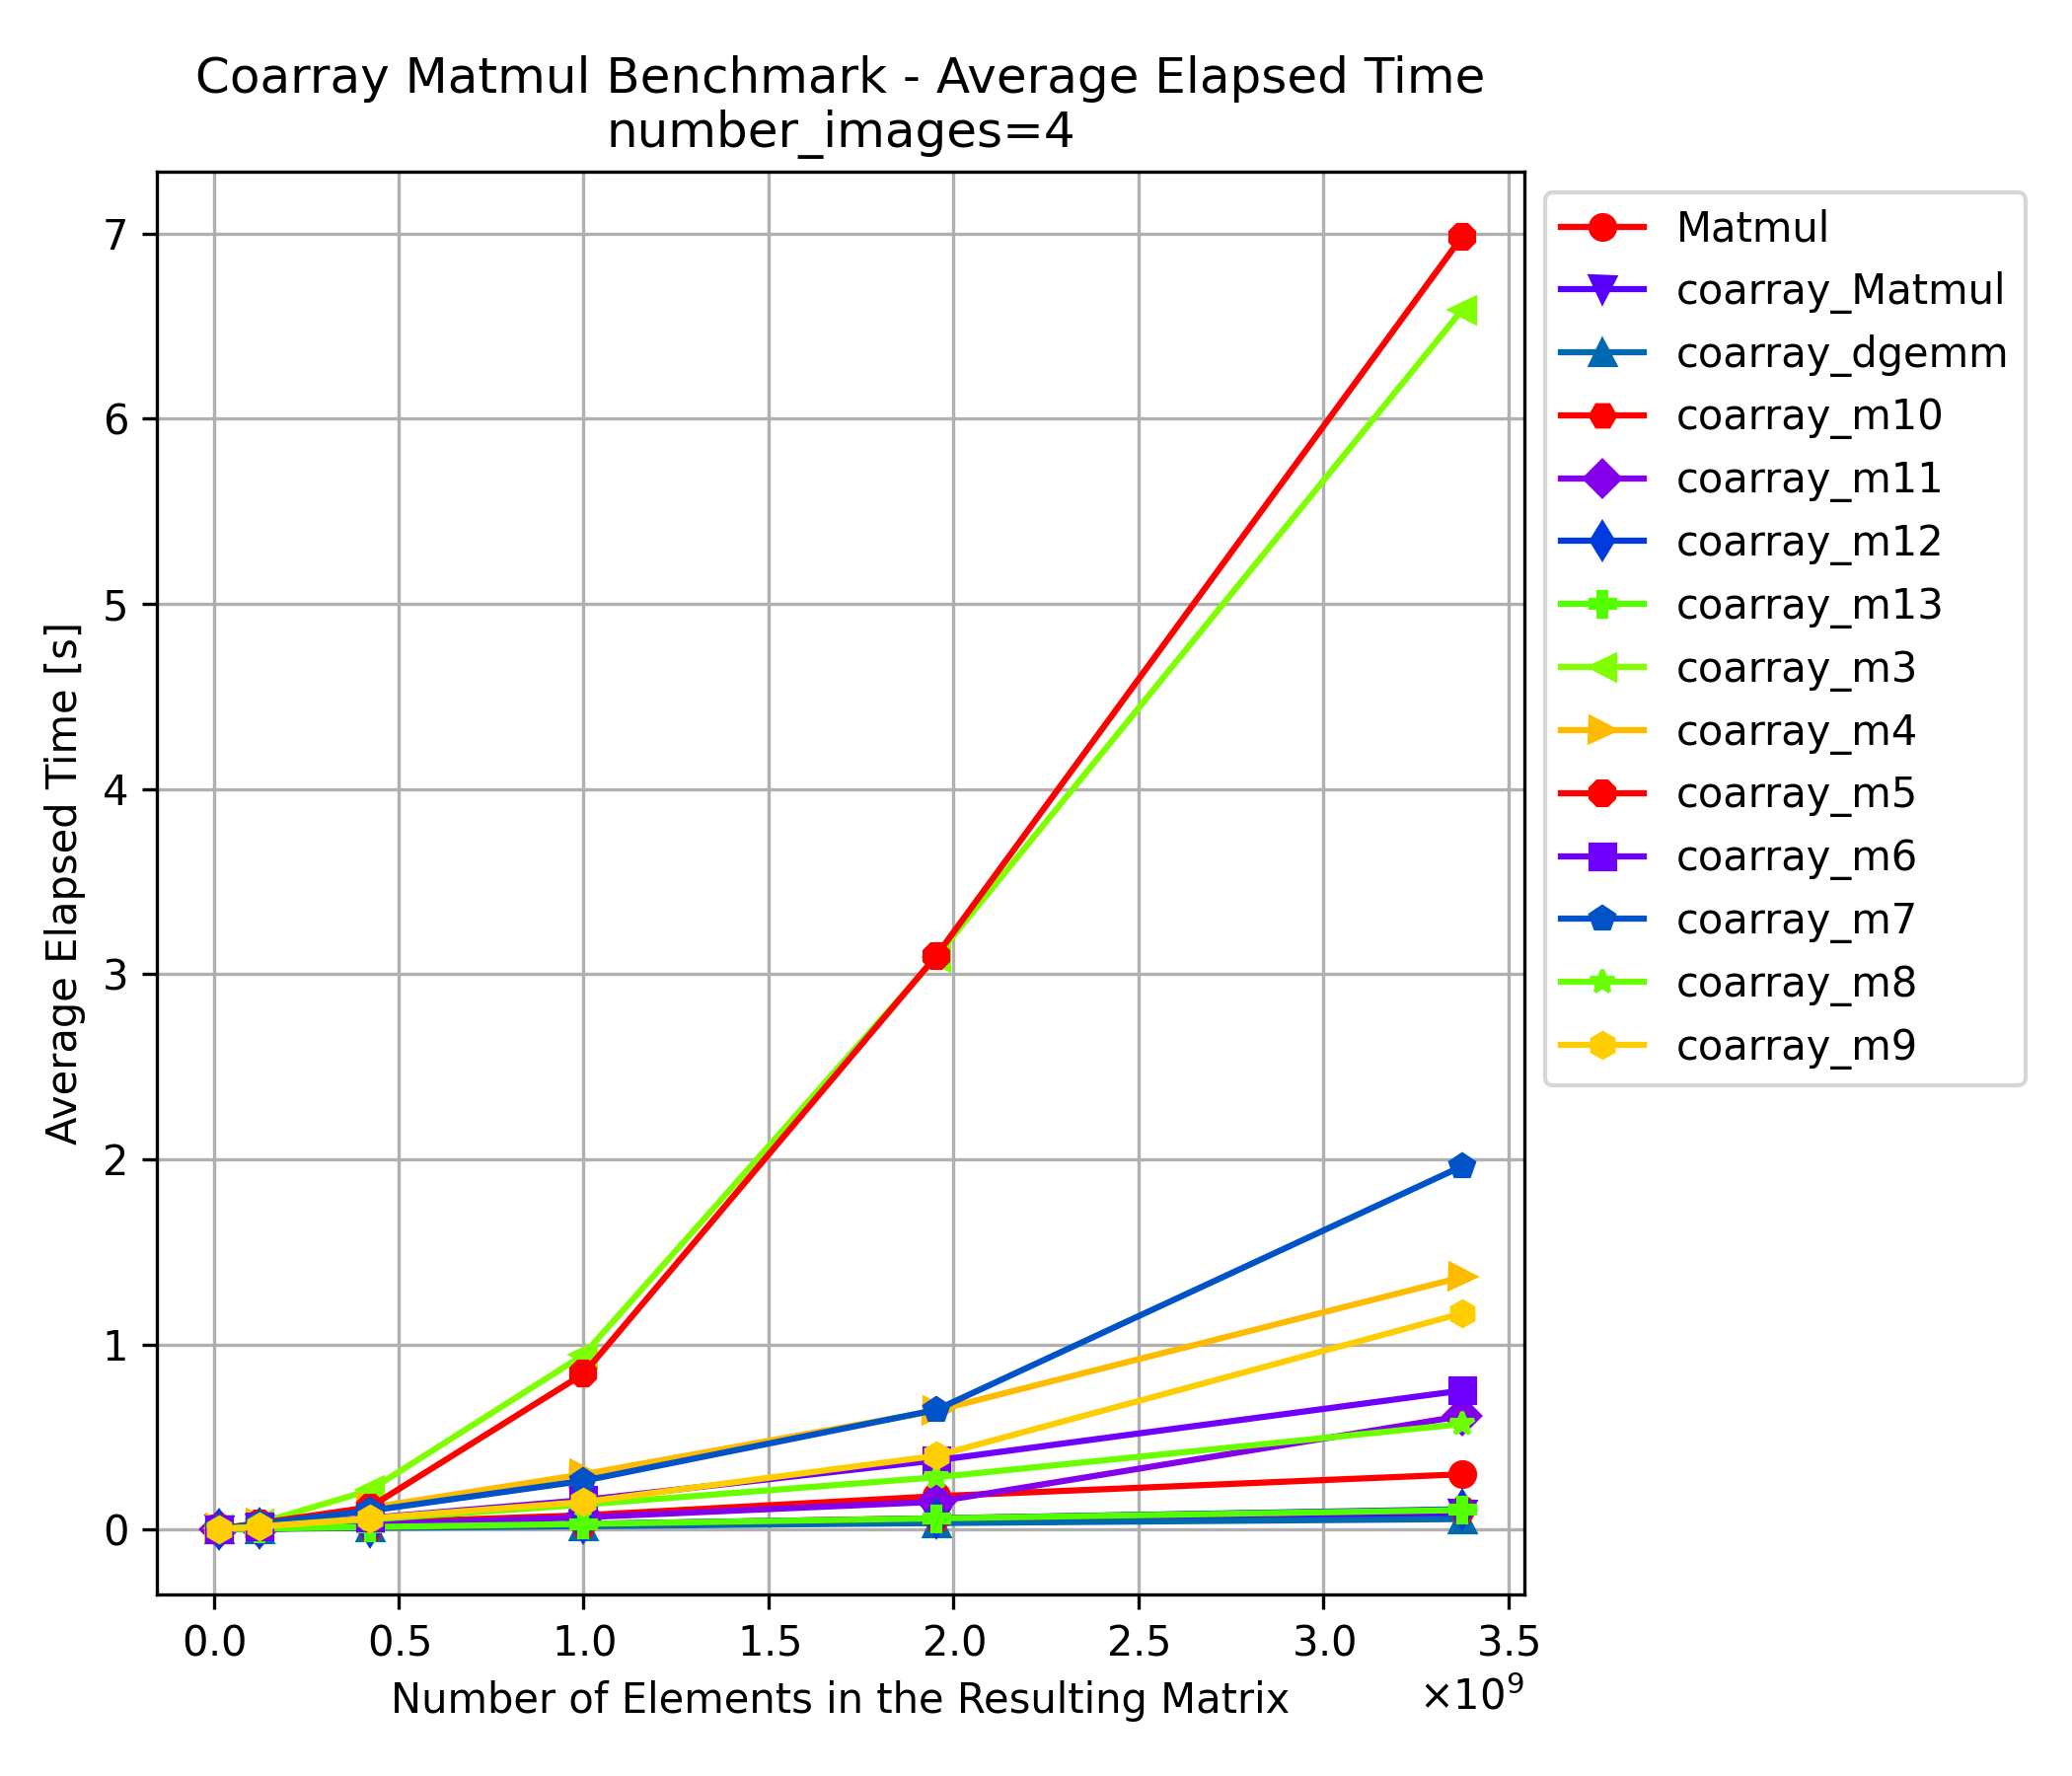 Coarray Matmul Benchmark - Average Elapsed Time
number_images=4
Average Elapsed Time [s]
7
6
5
4
3
2
1
0
0.0 0.5 1.0 1.5 2.0 2.5 3.0 3.5
×10⁹
Number of Elements in the Resulting Matrix
Matmul
coarray_Matmul
coarray_dgemm
coarray_m10
coarray_m11
coarray_m12
coarray_m13
coarray_m3
coarray_m4
coarray_m5
coarray_m6
coarray_m7
coarray_m8
coarray_m9